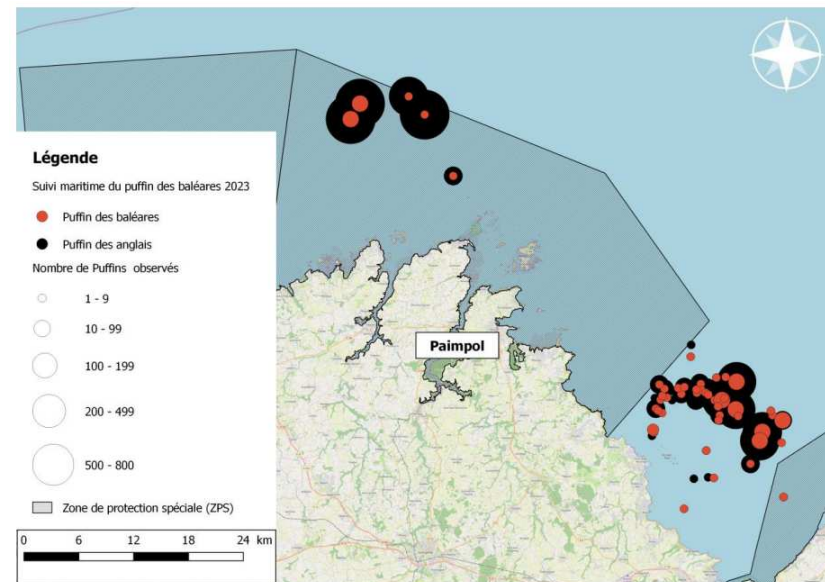 Légende
Suivi maritime du puffin des baléares 2023
Puffin des baléares
Puffin des anglais
Nombre de Puffins observés
1 - 9
10 - 99
100 - 199
200 - 499
500 - 800
Zone de protection spéciale (ZPS)
0 6 12 18 24 km
Paimpol